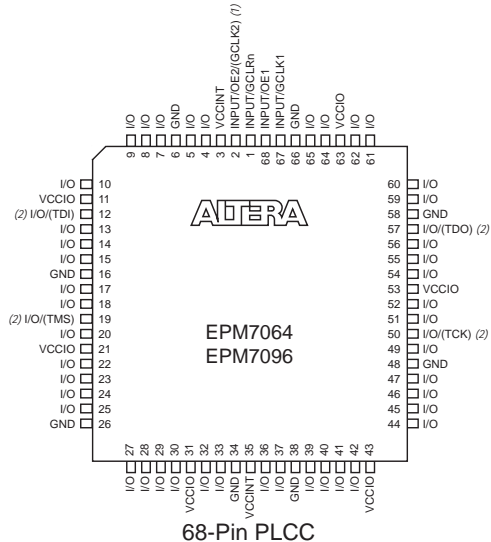 I/O I/O I/O GND I/O I/O VCCINT INPUT/OE2/(GCLK2) (1) INPUT/GCLRn INPUT/OE1 INPUT/GCLK1 GND I/O I/O VCCIO I/O I/O
9 8 7 6 5 4 3 2 1 68 67 66 65 64 63 62 61
I/O 10
VCCIO 11
(2) I/O/(TDI) 12
I/O 13
I/O 14
I/O 15
GND 16
I/O 17
I/O 18
(2) I/O/(TMS) 19
I/O 20
VCCIO 21
I/O 22
I/O 23
I/O 24
I/O 25
GND 26
ALTERA
EPM7064
EPM7096
60 I/O
59 I/O
58 GND
57 I/O/(TDO) (2)
56 I/O
55 I/O
54 I/O
53 VCCIO
52 I/O
51 I/O
50 I/O/(TCK) (2)
49 I/O
48 GND
47 I/O
46 I/O
45 I/O
44 I/O
27 28 29 30 31 32 33 34 35 36 37 38 39 40 41 42 43
I/O I/O I/O I/O VCCIO I/O I/O GND VCCINT I/O I/O GND I/O I/O I/O I/O VCCIO
68-Pin PLCC